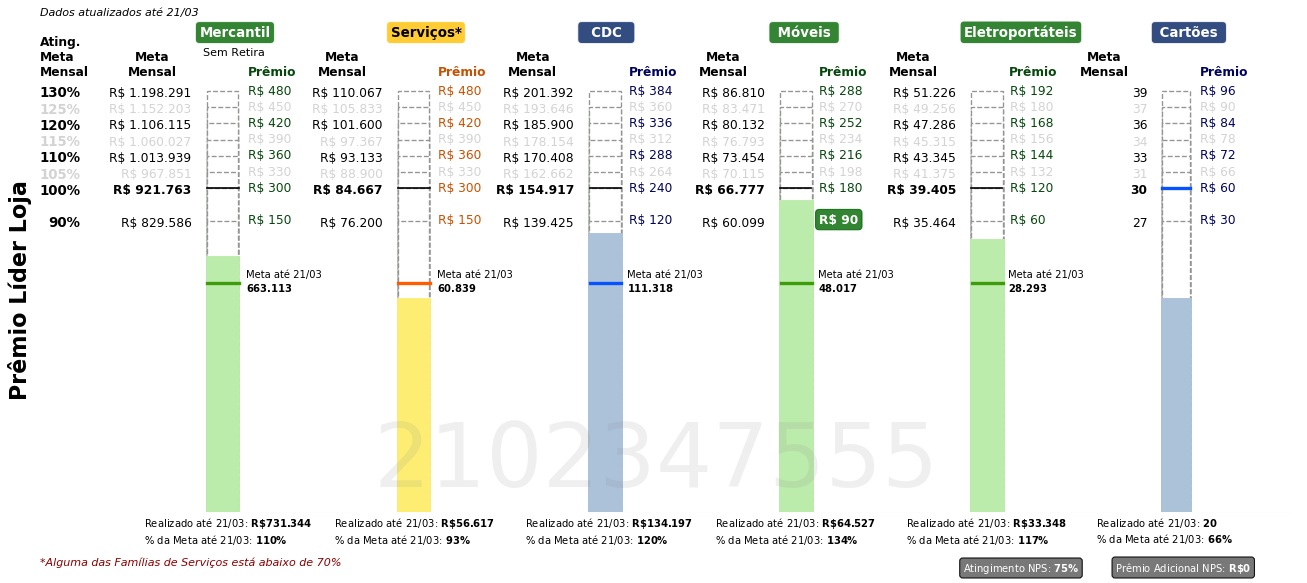 Dados atualizados até 21/03
Mercantil Serviços* CDC Móveis Eletroportáteis Cartões
Ating. Meta Mensal
Sem Retira
Meta Mensal Prêmio Meta Mensal Prêmio Meta Mensal Prêmio Meta Mensal Prêmio Meta Mensal Prêmio Meta Mensal Prêmio
130% R$ 1.198.291 R$ 480 R$ 110.067 R$ 480 R$ 201.392 R$ 384 R$ 86.810 R$ 288 R$ 51.226 R$ 192 39 R$ 96
125% R$ 1.152.203 R$ 450 R$ 105.833 R$ 450 R$ 193.646 R$ 360 R$ 83.471 R$ 270 R$ 49.256 R$ 180 37 R$ 90
120% R$ 1.106.115 R$ 420 R$ 101.600 R$ 420 R$ 185.900 R$ 336 R$ 80.132 R$ 252 R$ 47.286 R$ 168 36 R$ 84
115% R$ 1.060.027 R$ 390 R$ 97.367 R$ 390 R$ 178.154 R$ 312 R$ 76.793 R$ 234 R$ 45.315 R$ 156 34 R$ 78
110% R$ 1.013.939 R$ 360 R$ 93.133 R$ 360 R$ 170.408 R$ 288 R$ 73.454 R$ 216 R$ 43.345 R$ 144 33 R$ 72
105% R$ 967.851 R$ 330 R$ 88.900 R$ 330 R$ 162.662 R$ 264 R$ 70.115 R$ 198 R$ 41.375 R$ 132 31 R$ 66
100% R$ 921.763 R$ 300 R$ 84.667 R$ 300 R$ 154.917 R$ 240 R$ 66.777 R$ 180 R$ 39.405 R$ 120 30 R$ 60
90% R$ 829.586 R$ 150 R$ 76.200 R$ 150 R$ 139.425 R$ 120 R$ 60.099 R$ 90 R$ 35.464 R$ 60 27 R$ 30
Prêmio Líder Loja
Meta até 21/03 Meta até 21/03 Meta até 21/03 Meta até 21/03 Meta até 21/03
663.113 60.839 111.318 48.017 28.293
2102347555
Realizado até 21/03: R$731.344 Realizado até 21/03: R$56.617 Realizado até 21/03: R$134.197 Realizado até 21/03: R$64.527 Realizado até 21/03: R$33.348 Realizado até 21/03: 20
% da Meta até 21/03: 110% % da Meta até 21/03: 93% % da Meta até 21/03: 120% % da Meta até 21/03: 134% % da Meta até 21/03: 117% % da Meta até 21/03: 66%
*Alguma das Famílias de Serviços está abaixo de 70%
Atingimento NPS: 75% Prêmio Adicional NPS: R$0